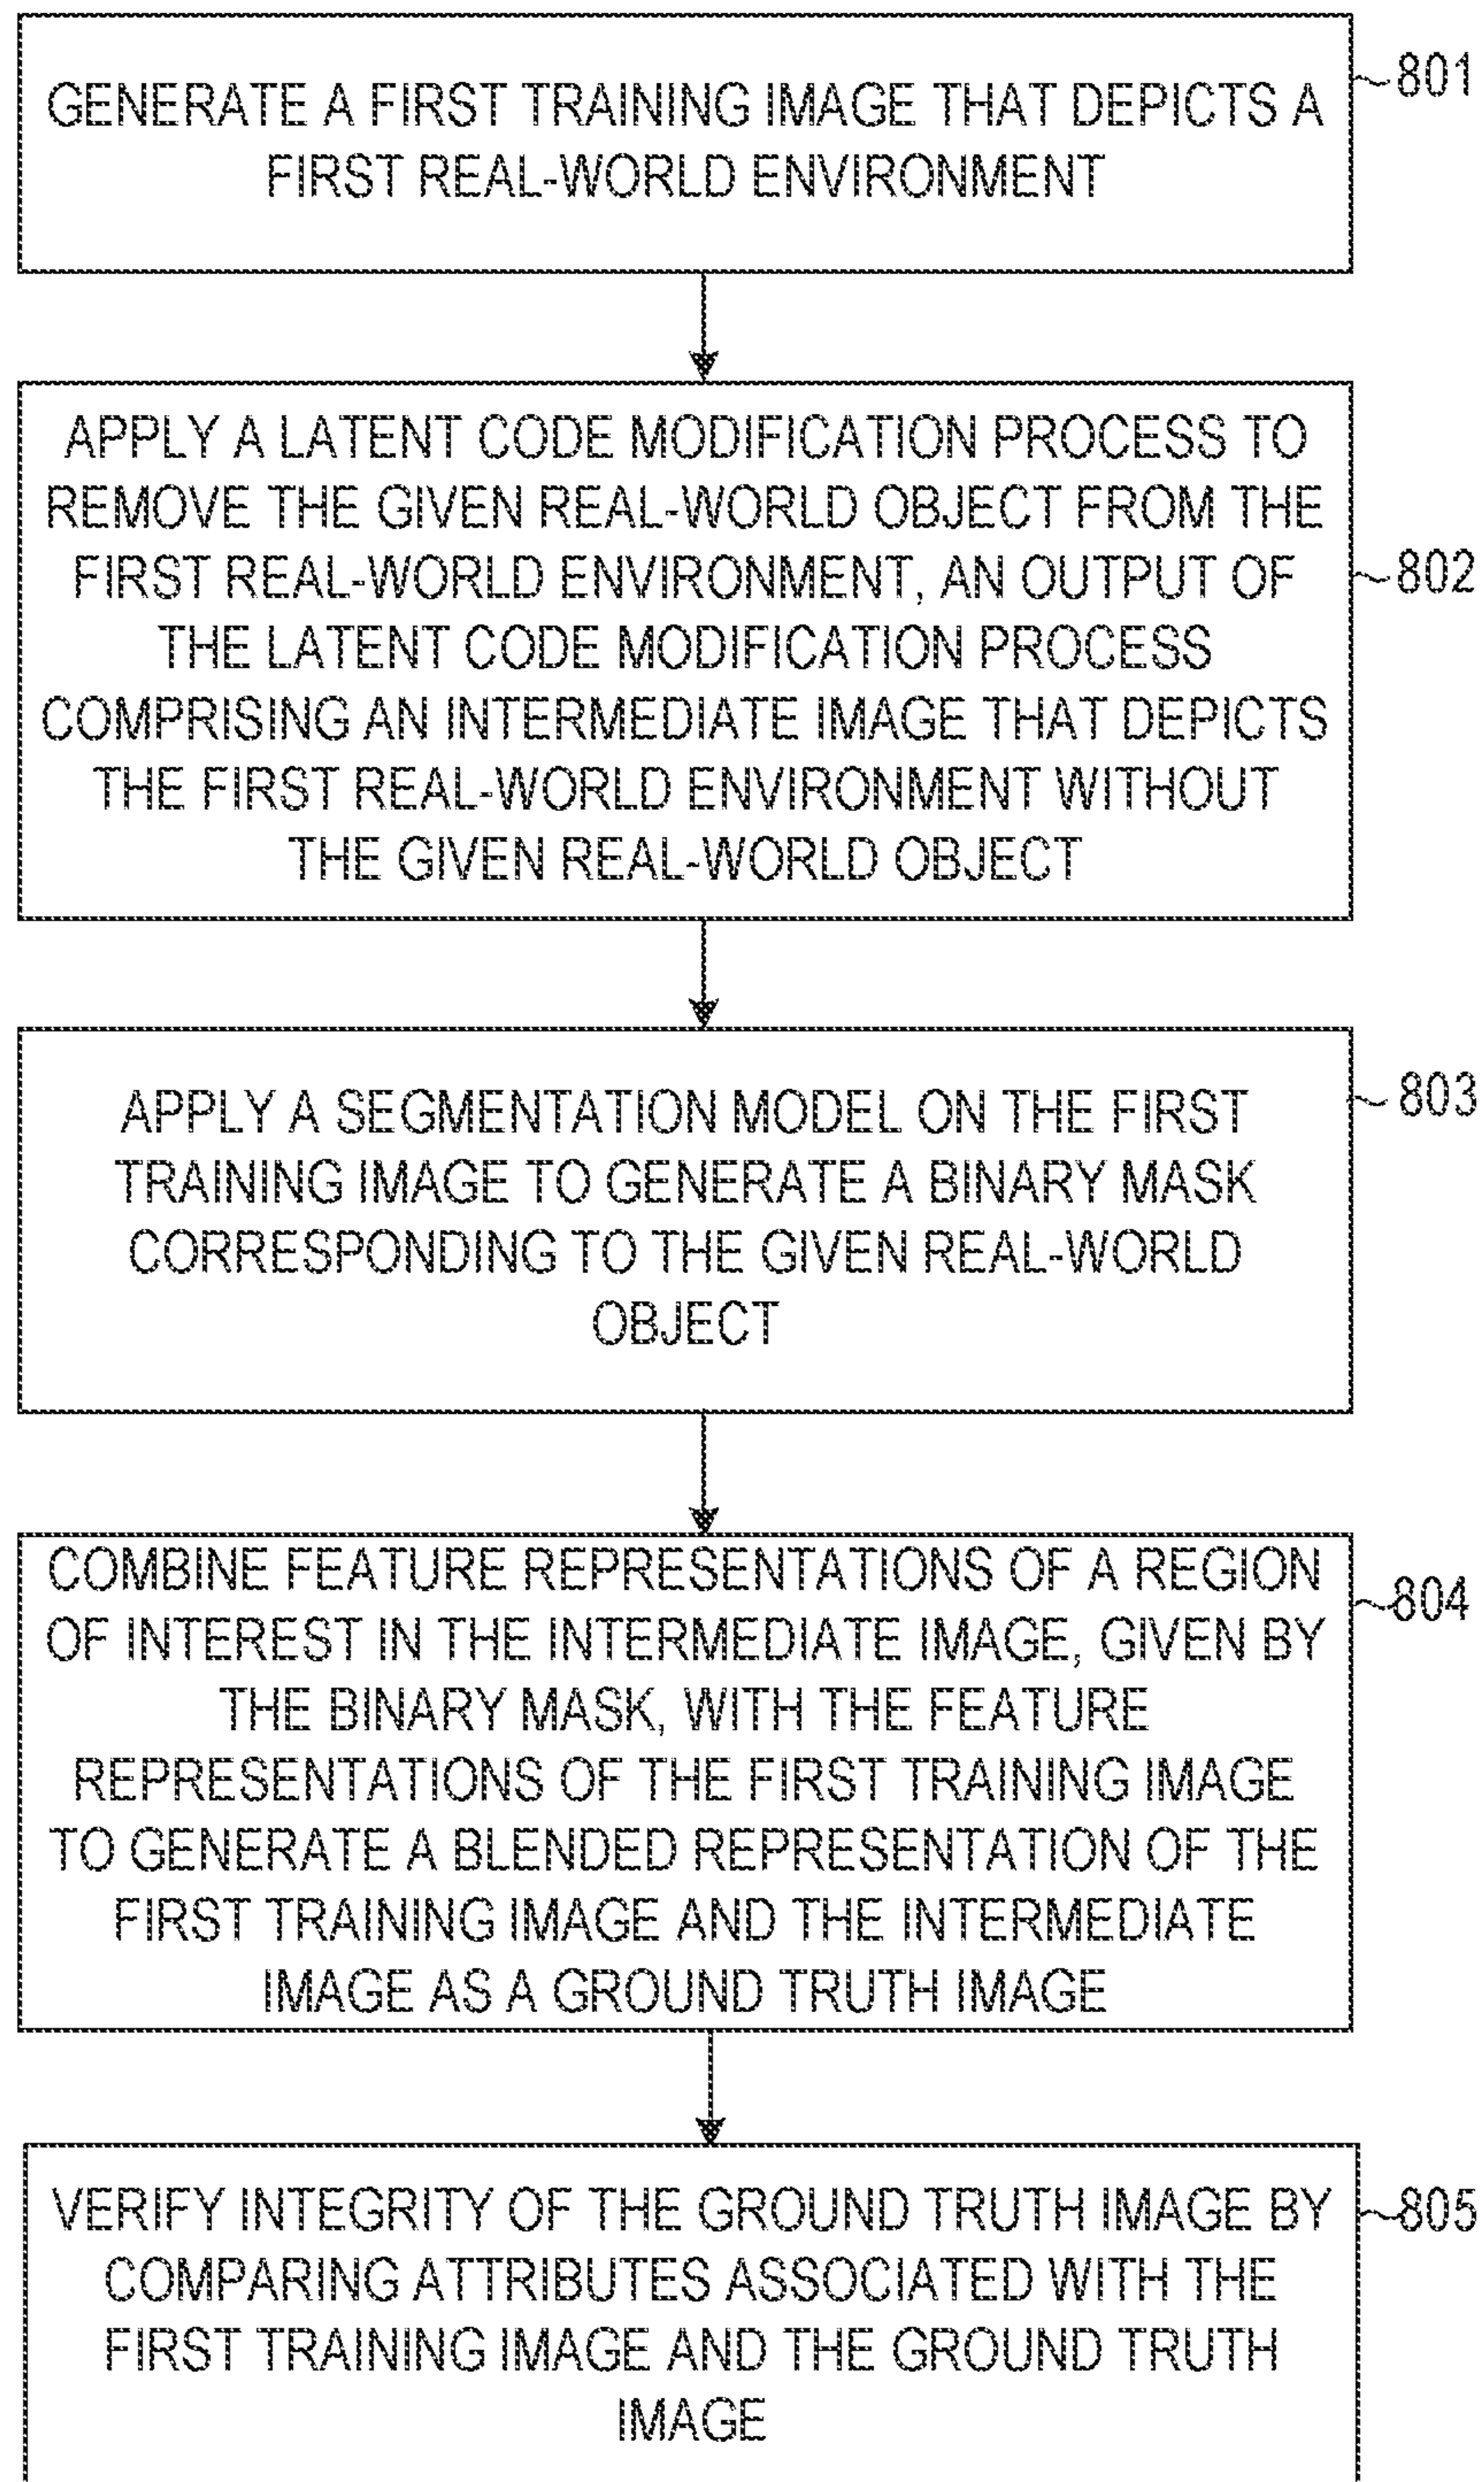 GENERATE A FIRST TRAINING IMAGE THAT DEPICTS A
FIRST REAL-WORLD ENVIRONMENT
801
APPLY A LATENT CODE MODIFICATION PROCESS TO
REMOVE THE GIVEN REAL-WORLD OBJECT FROM THE
FIRST REAL-WORLD ENVIRONMENT, AN OUTPUT OF
THE LATENT CODE MODIFICATION PROCESS
COMPRISING AN INTERMEDIATE IMAGE THAT DEPICTS
THE FIRST REAL-WORLD ENVIRONMENT WITHOUT
THE GIVEN REAL-WORLD OBJECT
802
APPLY A SEGMENTATION MODEL ON THE FIRST
TRAINING IMAGE TO GENERATE A BINARY MASK
CORRESPONDING TO THE GIVEN REAL-WORLD
OBJECT
803
COMBINE FEATURE REPRESENTATIONS OF A REGION
OF INTEREST IN THE INTERMEDIATE IMAGE, GIVEN BY
THE BINARY MASK, WITH THE FEATURE
REPRESENTATIONS OF THE FIRST TRAINING IMAGE
TO GENERATE A BLENDED REPRESENTATION OF THE
FIRST TRAINING IMAGE AND THE INTERMEDIATE
IMAGE AS A GROUND TRUTH IMAGE
804
VERIFY INTEGRITY OF THE GROUND TRUTH IMAGE BY
COMPARING ATTRIBUTES ASSOCIATED WITH THE
FIRST TRAINING IMAGE AND THE GROUND TRUTH
IMAGE
805